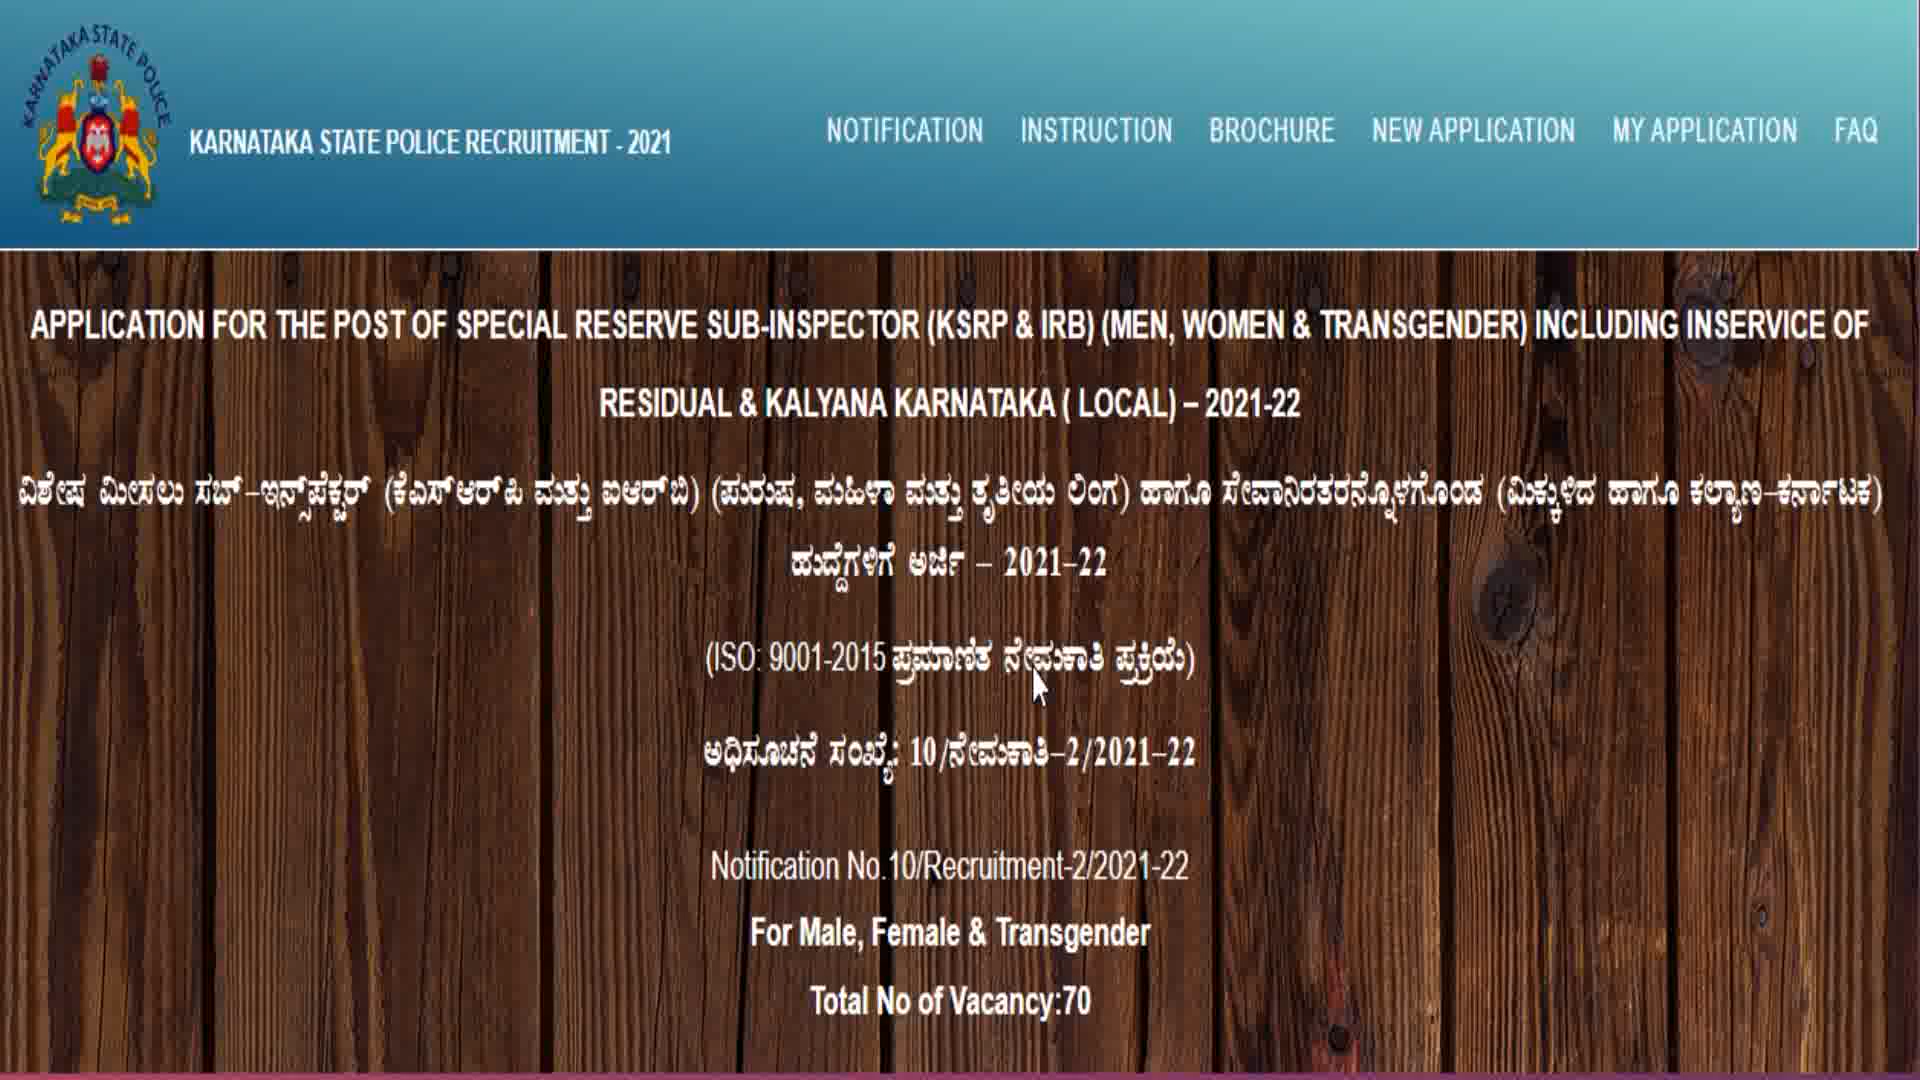 KARNATAKA STATE POLICE
KARNATAKA STATE POLICE RECRUITMENT - 2021
NOTIFICATION INSTRUCTION BROCHURE NEW APPLICATION MY APPLICATION FAQ
APPLICATION FOR THE POST OF SPECIAL RESERVE SUB-INSPECTOR (KSRP & IRB) (MEN, WOMEN & TRANSGENDER) INCLUDING INSERVICE OF
RESIDUAL & KALYANA KARNATAKA ( LOCAL) – 2021-22
ವಿಶೇಷ ಮೀಸಲು ಸಬ್-ಇನ್ಸ್‌ಪೆಕ್ಟರ್ (ಕೆಎಸ್ಆರ್‌ಪಿ ಮತ್ತು ಐಆರ್‌ಬಿ) (ಪುರುಷ, ಮಹಿಳಾ ಮತ್ತು ತೃತೀಯ ಲಿಂಗ) ಹಾಗೂ ಸೇವಾನಿರತರನ್ನೊಳಗೊಂಡ (ಮಿಕ್ಕುಳಿದ ಹಾಗೂ ಕಲ್ಯಾಣ-ಕರ್ನಾಟಕ)
ಹುದ್ದೆಗಳಿಗೆ ಅರ್ಜಿ – 2021-22
(ISO: 9001-2015 ಪ್ರಮಾಣಿತ ನೇಮಕಾತಿ ಪ್ರಕ್ರಿಯೆ)
ಅಧಿಸೂಚನೆ ಸಂಖ್ಯೆ: 10/ನೇಮಕಾತಿ-2/2021-22
Notification No.10/Recruitment-2/2021-22
For Male, Female & Transgender
Total No of Vacancy:70